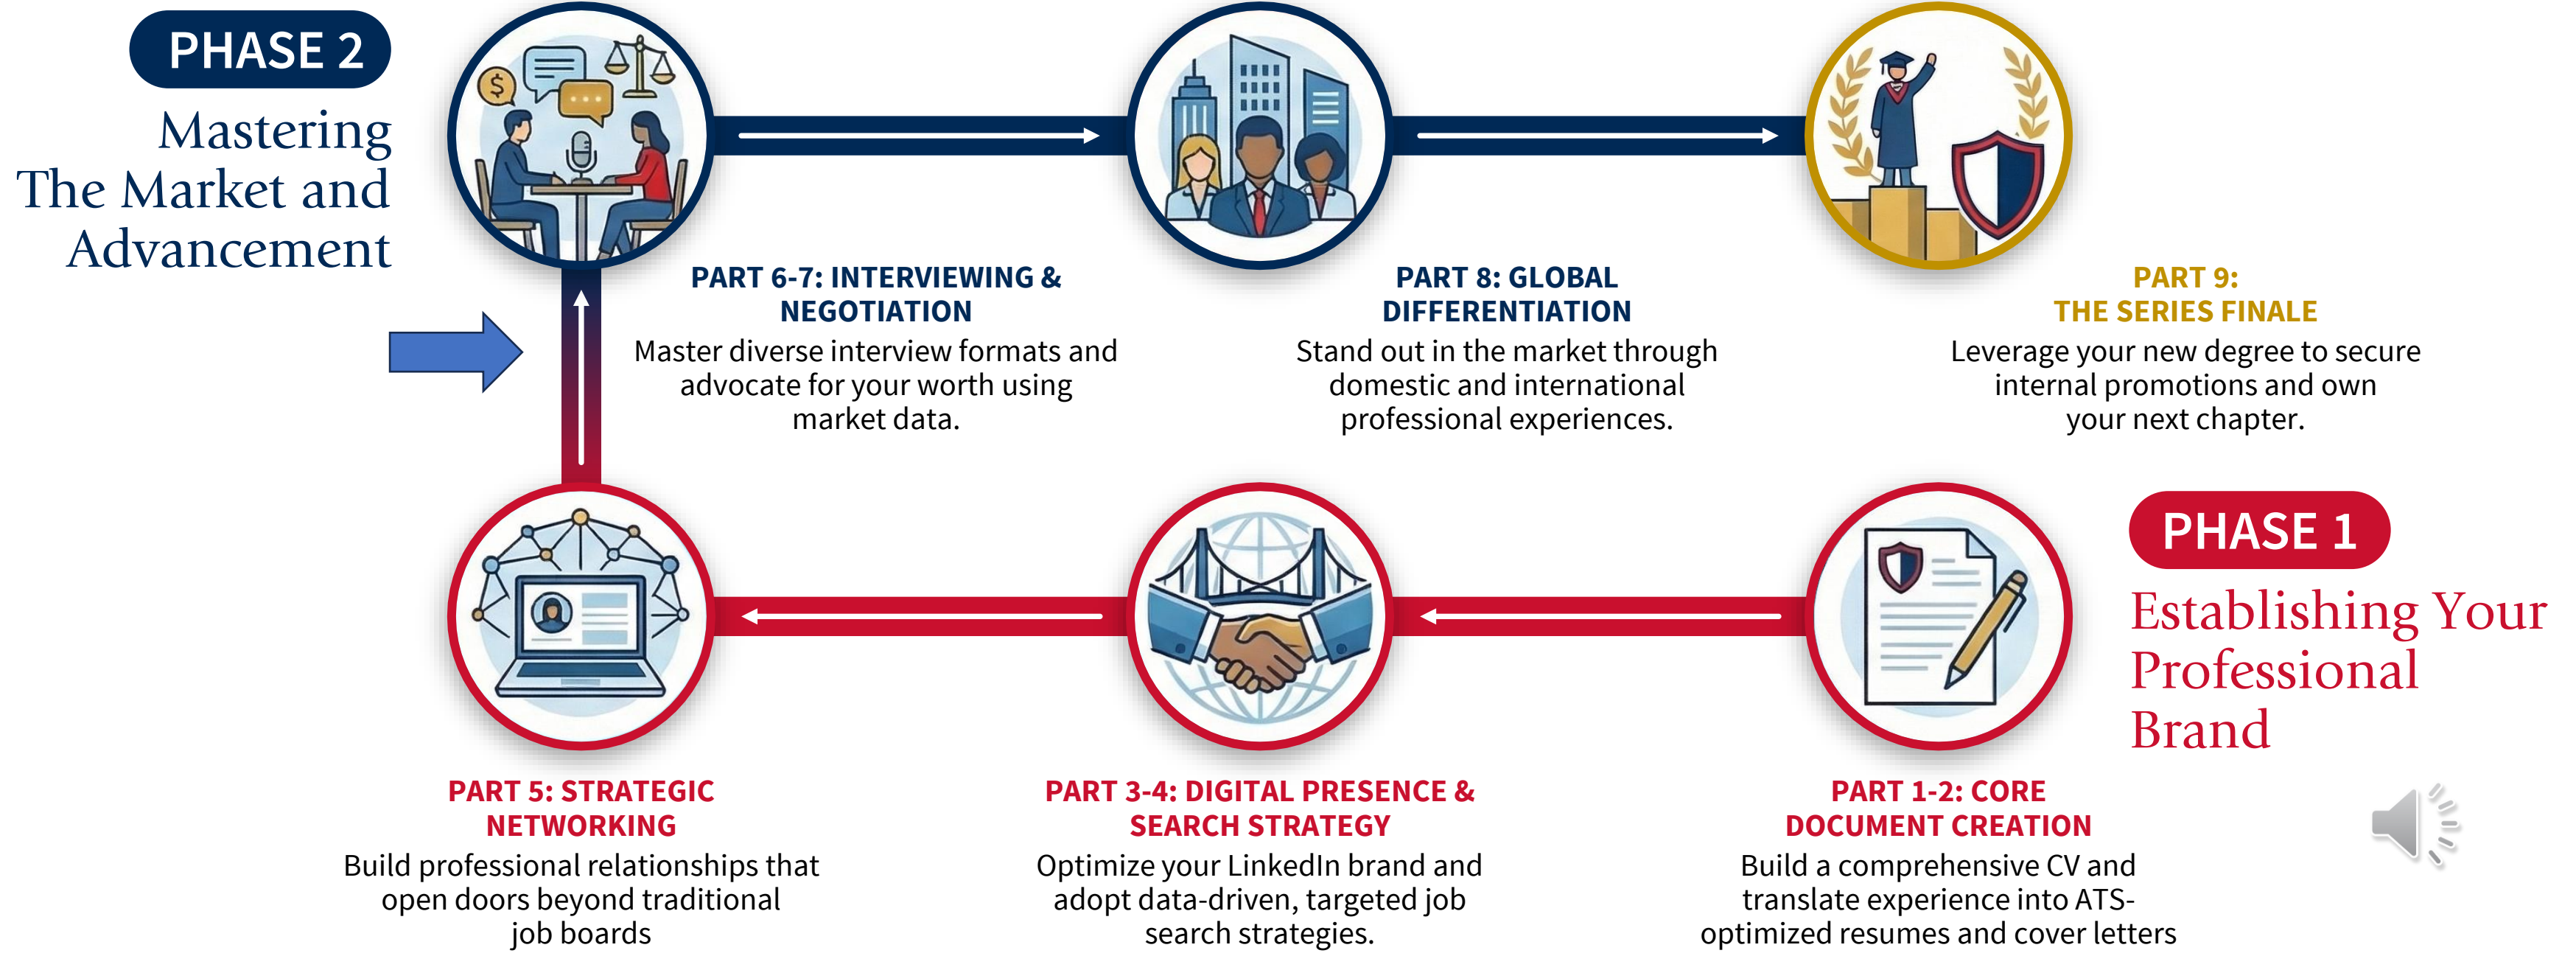 PHASE 2
Mastering
The Market and
Advancement
$
PART 6-7: INTERVIEWING &
NEGOTIATION
Master diverse interview formats and
advocate for your worth using
market data.
PART 8: GLOBAL
DIFFERENTIATION
Stand out in the market through
domestic and international
professional experiences.
PART 9:
THE SERIES FINALE
Leverage your new degree to secure
internal promotions and own
your next chapter.
PHASE 1
Establishing Your
Professional
Brand
PART 5: STRATEGIC
NETWORKING
Build professional relationships that
open doors beyond traditional
job boards
PART 3-4: DIGITAL PRESENCE &
SEARCH STRATEGY
Optimize your LinkedIn brand and
adopt data-driven, targeted job
search strategies.
PART 1-2: CORE
DOCUMENT CREATION
Build a comprehensive CV and
translate experience into ATS-
optimized resumes and cover letters